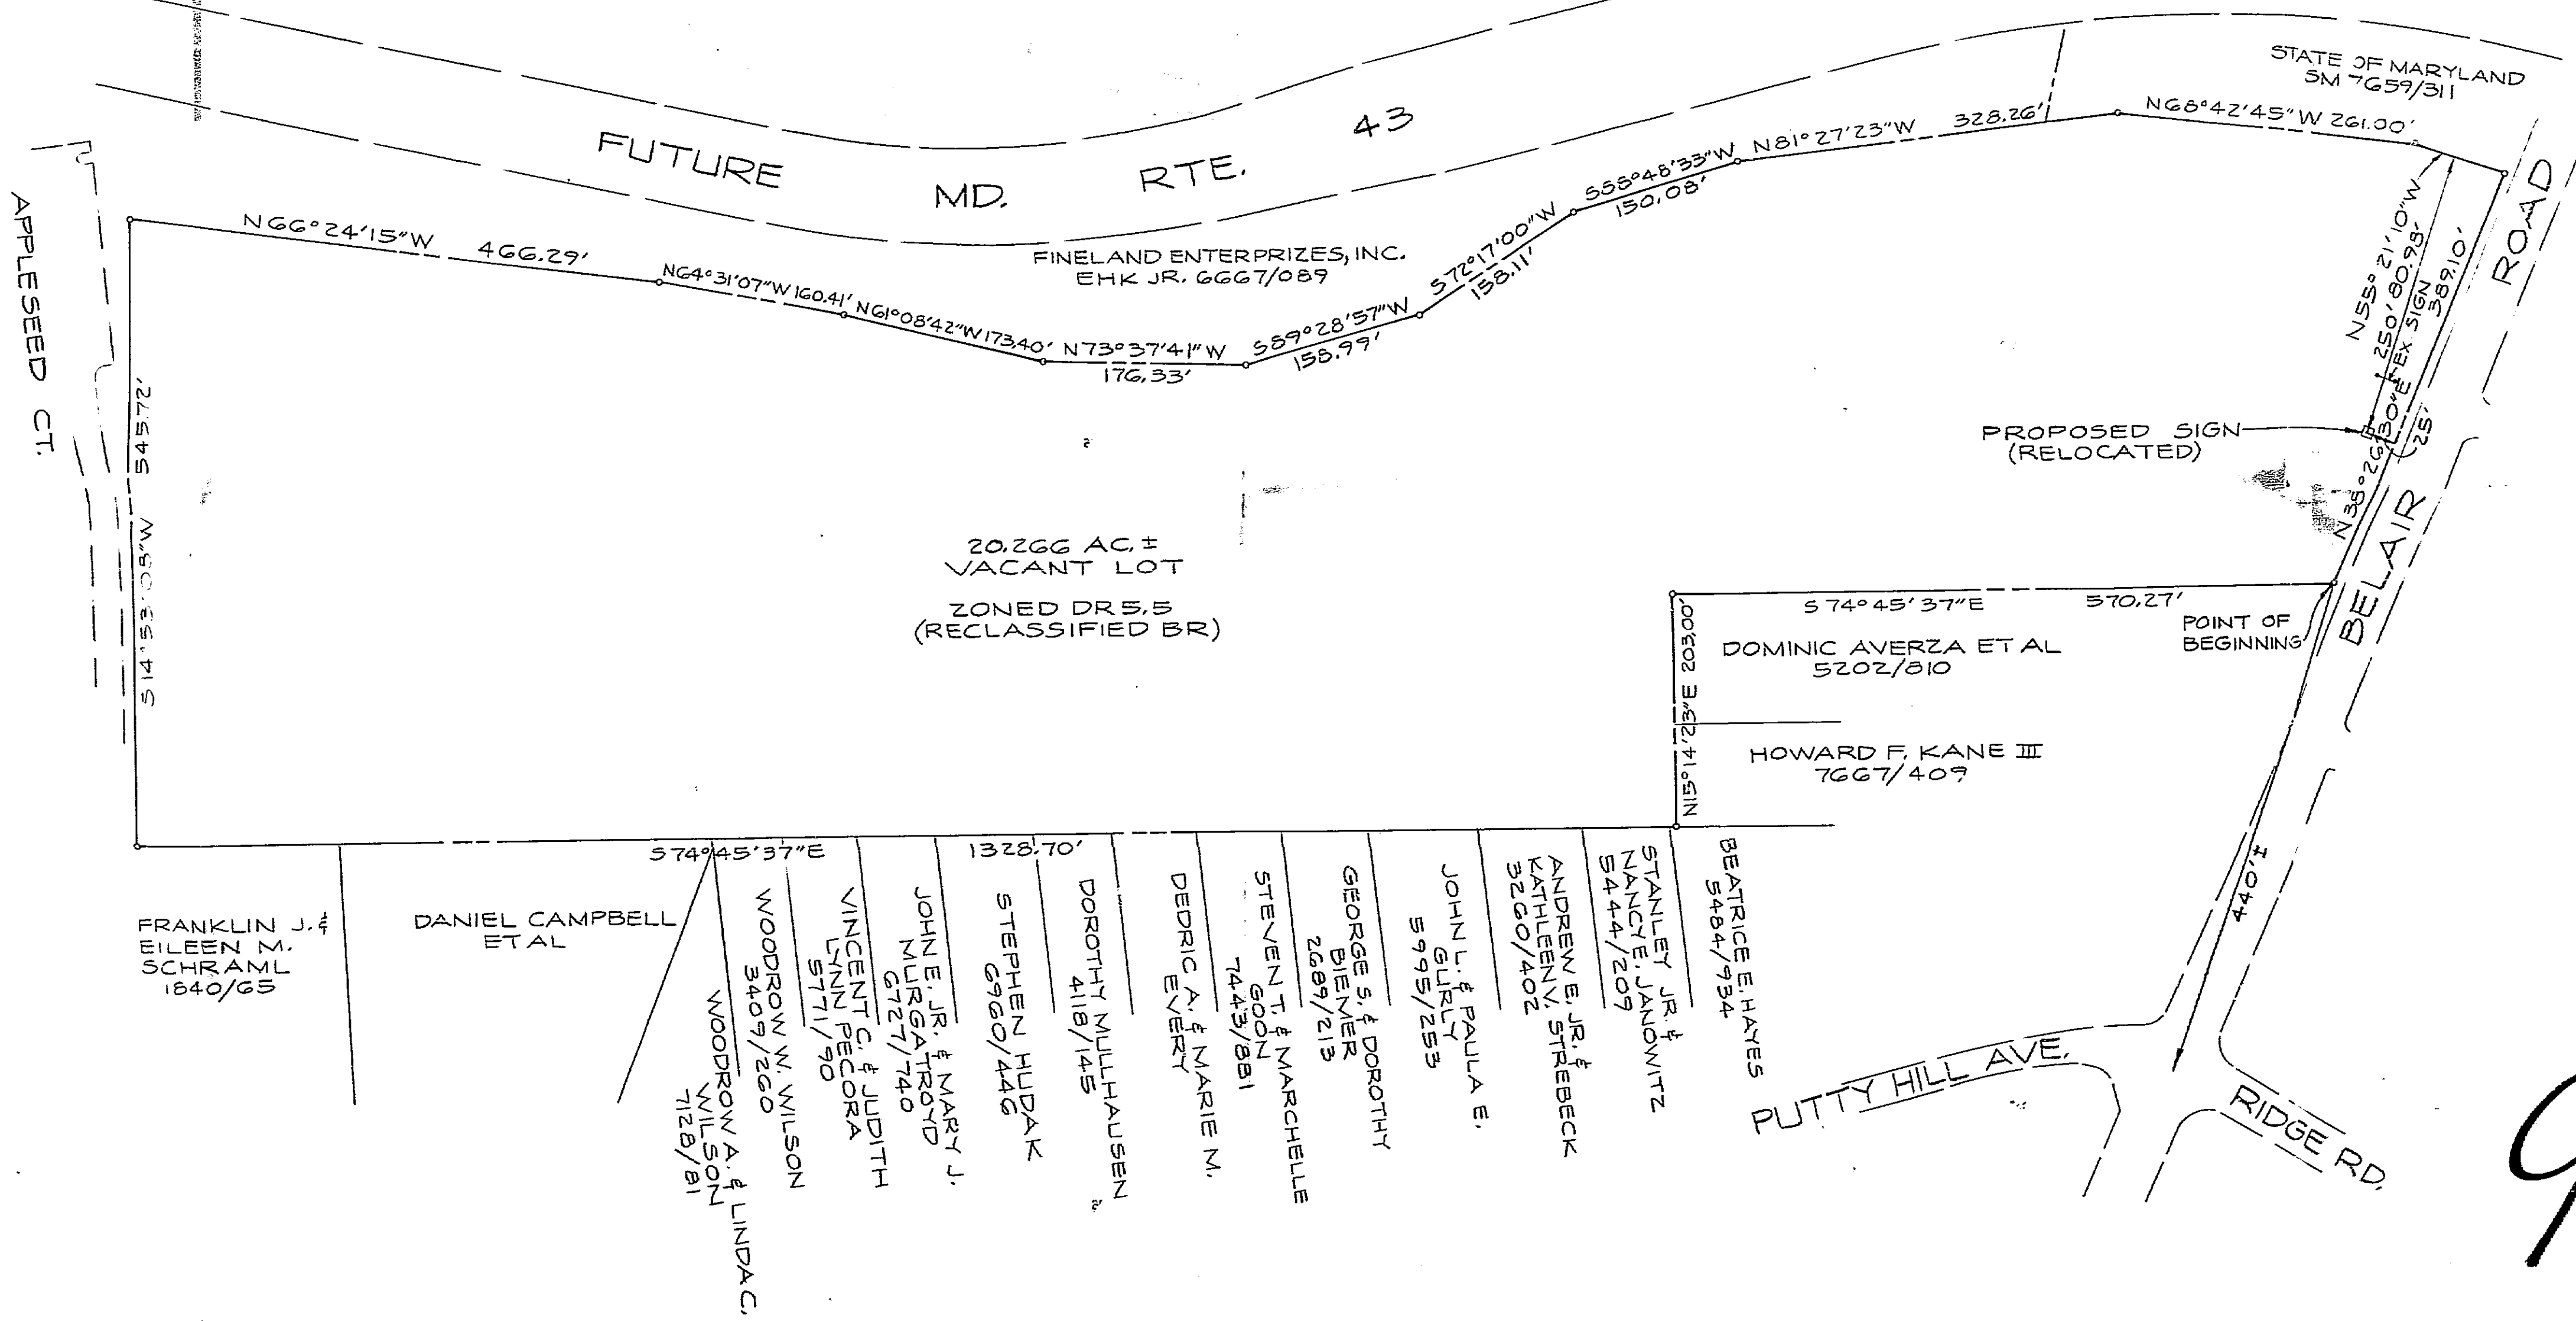 STATE OF MARYLAND
SM 7659/311
FUTURE MD. RTE. 43
N68°42'45"W 261.00'
N81°27'23"W 328.26'
S58°48'33"W
150.08'
S72°17'00"W
158.11'
S89°28'57"W
158.99'
N73°37'41"W
176.33'
N61°08'42"W 173.40'
N64°31'07"W 160.41'
N66°24'15"W 466.29'
FINELAND ENTERPRIZES, INC.
EHK JR. 6667/089
APPLESEED CT.
S14°53'08"W 545.72'
N55°21'10"W
80.98'
250'
EX SIGN
389.10'
N38°26'30"E
25'
BELAIR ROAD
PROPOSED SIGN
(RELOCATED)
20.266 AC. ±
VACANT LOT
ZONED DR 5.5
(RECLASSIFIED BR)
S74°45'37"E 570.27'
POINT OF
BEGINNING
DOMINIC AVERZA ET AL
5202/810
N15°14'23"E 203.00'
HOWARD F. KANE III
7667/409
440'±
S74°45'37"E 1328.70'
FRANKLIN J. &
EILEEN M.
SCHRAML
1840/65
DANIEL CAMPBELL
ET AL
WOODROW A. & LINDA C.
WILSON
7128/81
WOODROW W. WILSON
3409/260
VINCENT C. & JUDITH
LYNN PECORA
5771/90
JOHN E. JR. & MARY J.
MURGATROYD
6727/740
STEPHEN HUDAK
6960/446
DOROTHY MULLHAUSEN
4118/145
DEDRIC A. & MARIE M.
EVERY
STEVEN T. & MARCHELLE
GOON
7443/881
GEORGE S. & DOROTHY
BIEMER
2689/213
JOHN L. & PAULA E.
GURLY
5995/253
ANDREW E. JR. &
KATHLEEN V. STREBECK
3260/402
STANLEY JR. &
NANCY E. JANOWITZ
5444/209
BEATRICE E. HAYES
5484/934
PUTTY HILL AVE.
RIDGE RD.
9